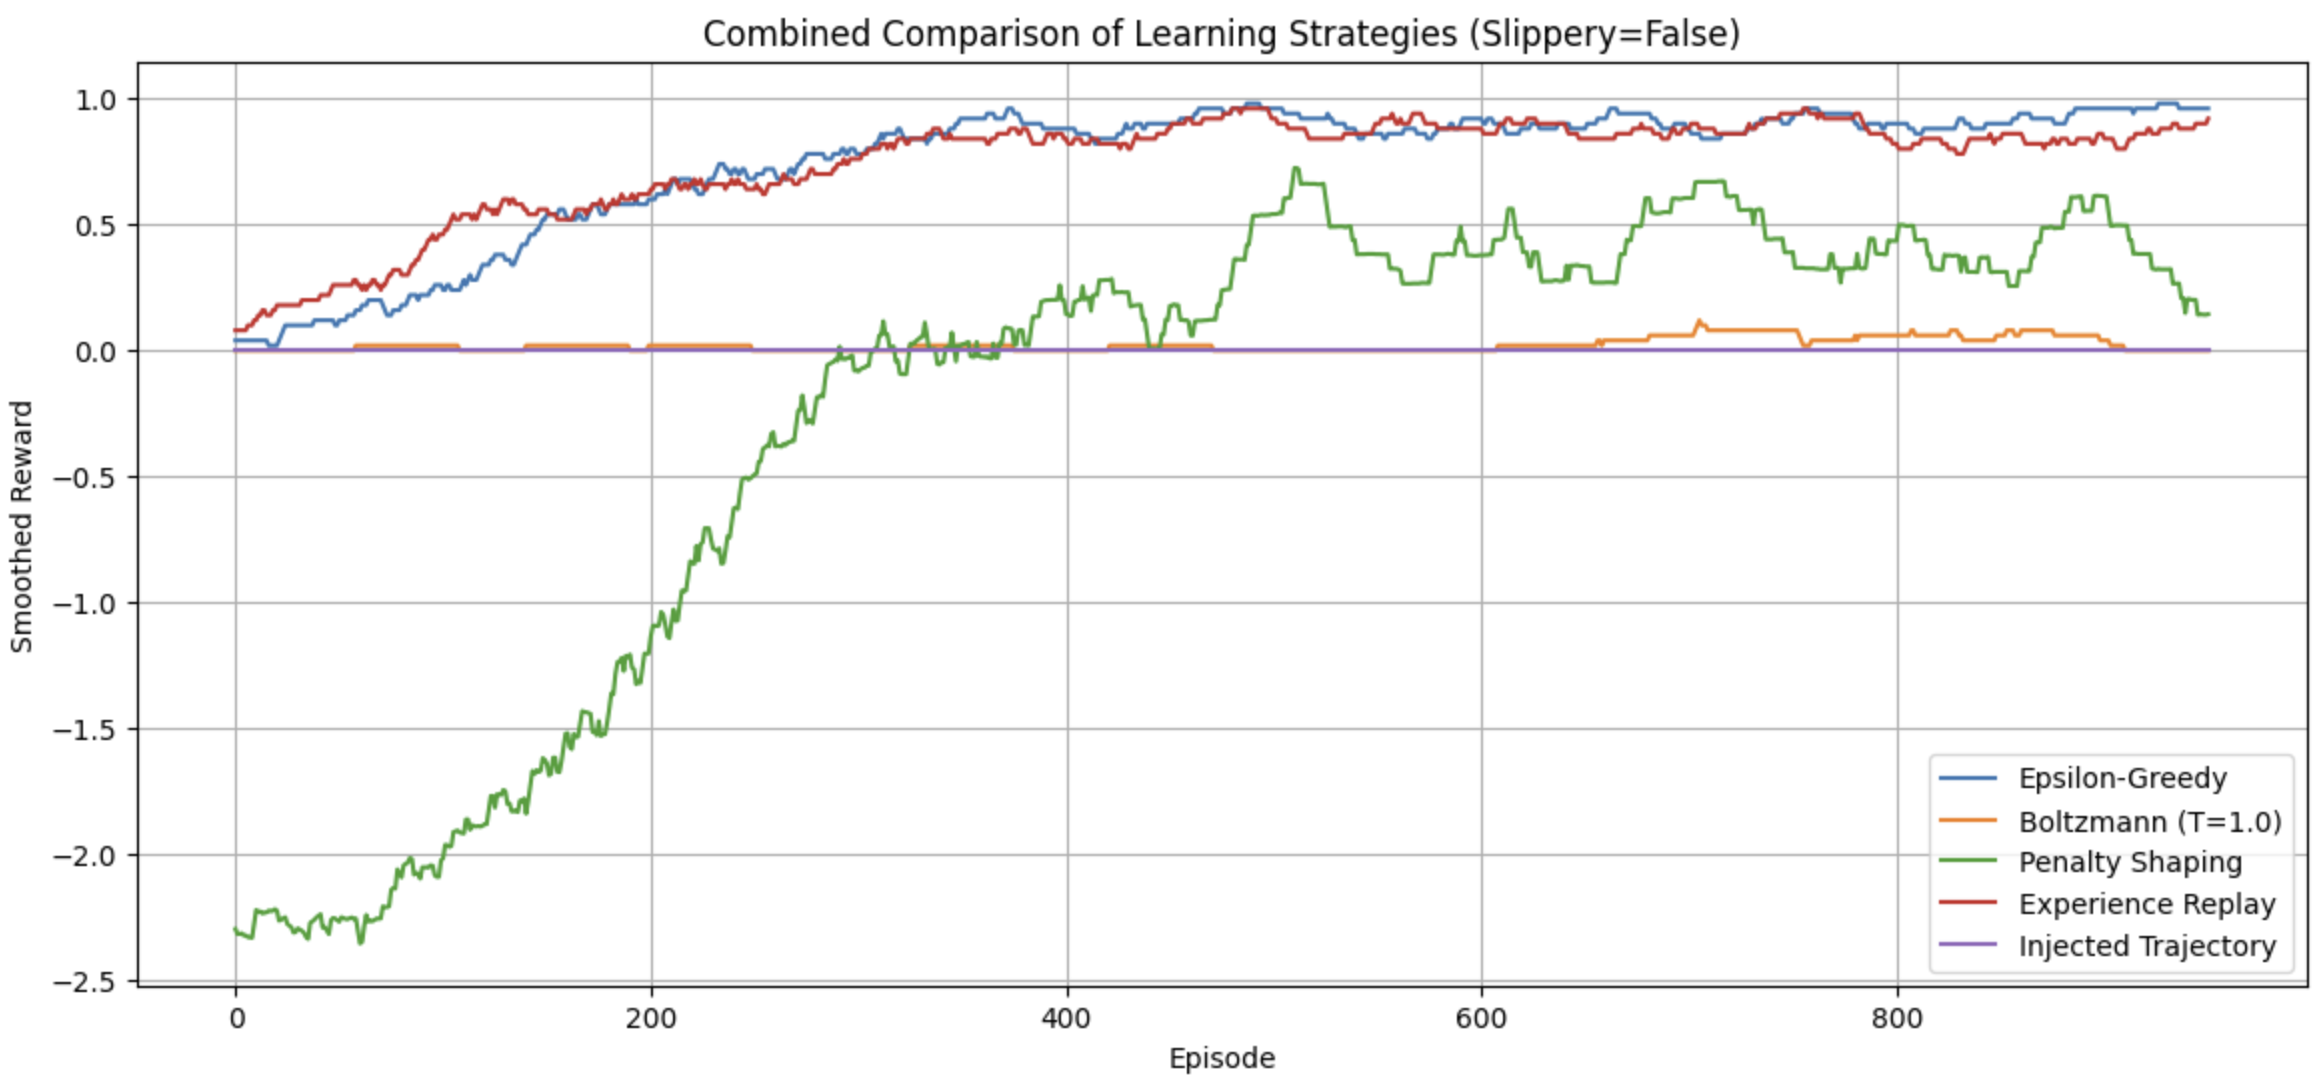 Combined Comparison of Learning Strategies (Slippery=False)
Smoothed Reward
1.0
0.5
0.0
−0.5
−1.0
−1.5
−2.0
−2.5
0
200
400
600
800
Episode
Epsilon-Greedy
Boltzmann (T=1.0)
Penalty Shaping
Experience Replay
Injected Trajectory